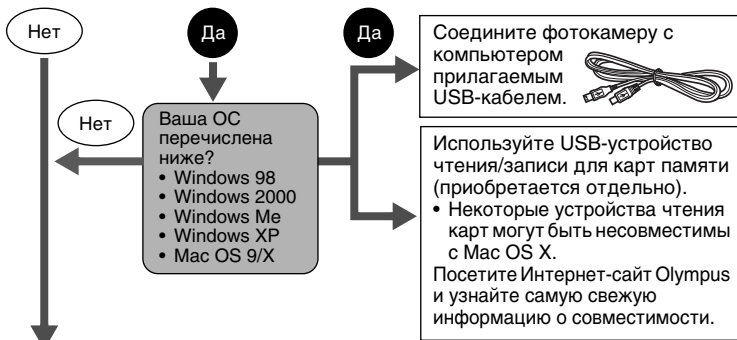 Нет
Да
Да
Соедините фотокамеру с
компьютером
прилагаемым
USB-кабелем.
Нет
Ваша ОС
перечислена
ниже?
• Windows 98
• Windows 2000
• Windows Me
• Windows XP
• Mac OS 9/X
Используйте USB-устройство
чтения/записи для карт памяти
(приобретается отдельно).
• Некоторые устройства чтения
карт могут быть несовместимы
с Mac OS X.
Посетите Интернет-сайт Olympus
и узнайте самую свежую
информацию о совместимости.